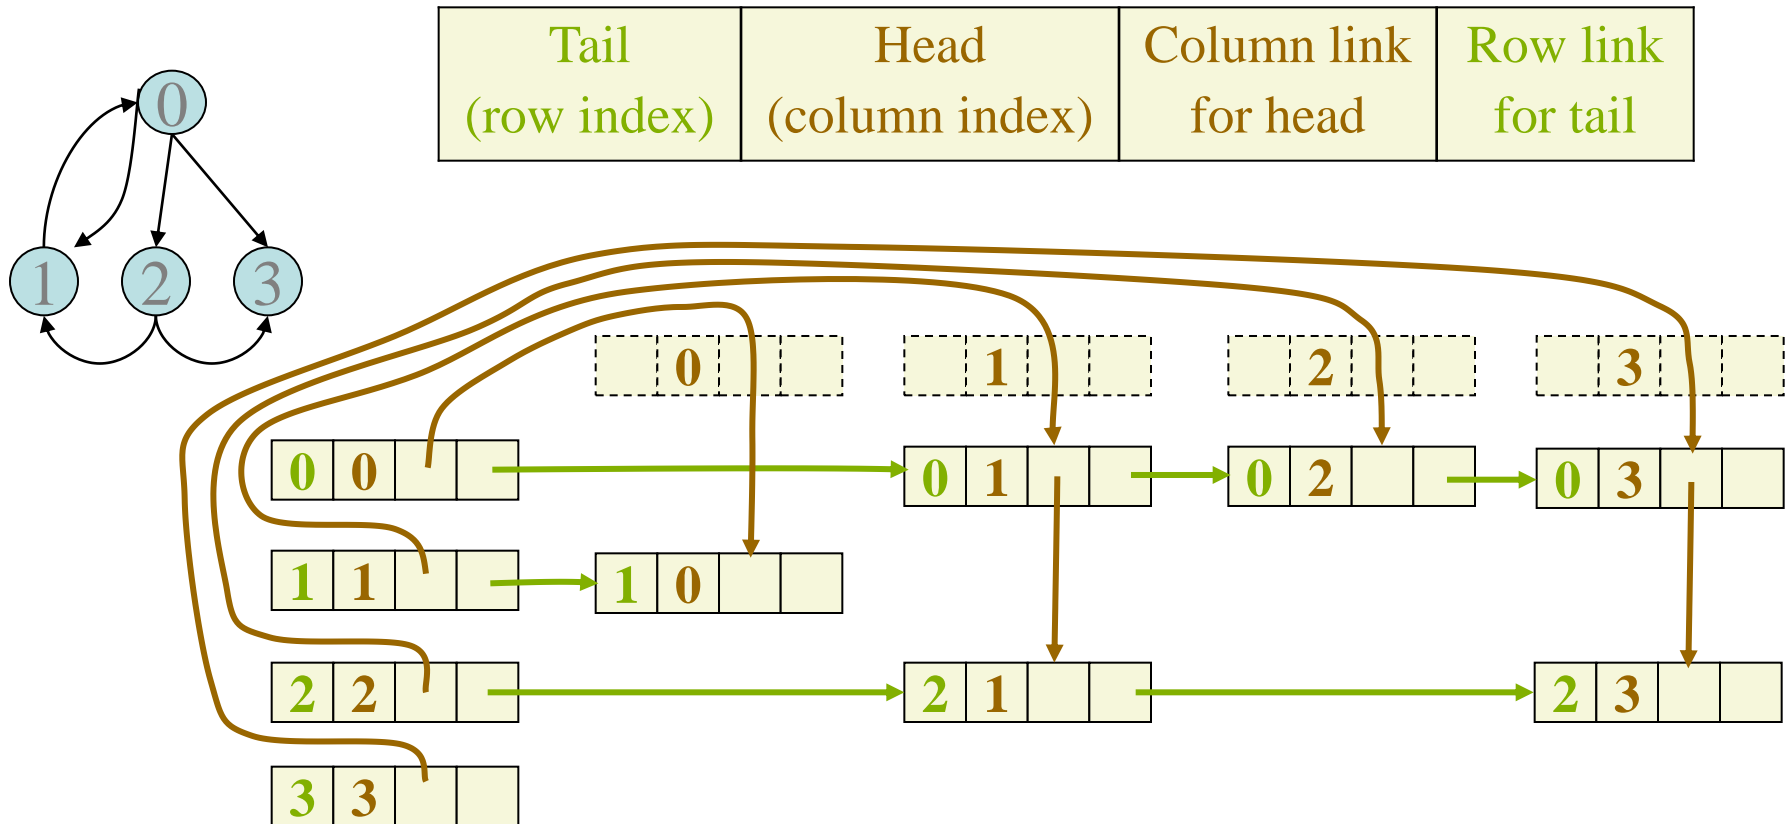 Tail Head Column link Row link
(row index) (column index) for head for tail
0
1 2 3
0 1 2 3
0 0 0 1 0 2 0 3
1 1 1 0
2 2 2 1 2 3
3 3